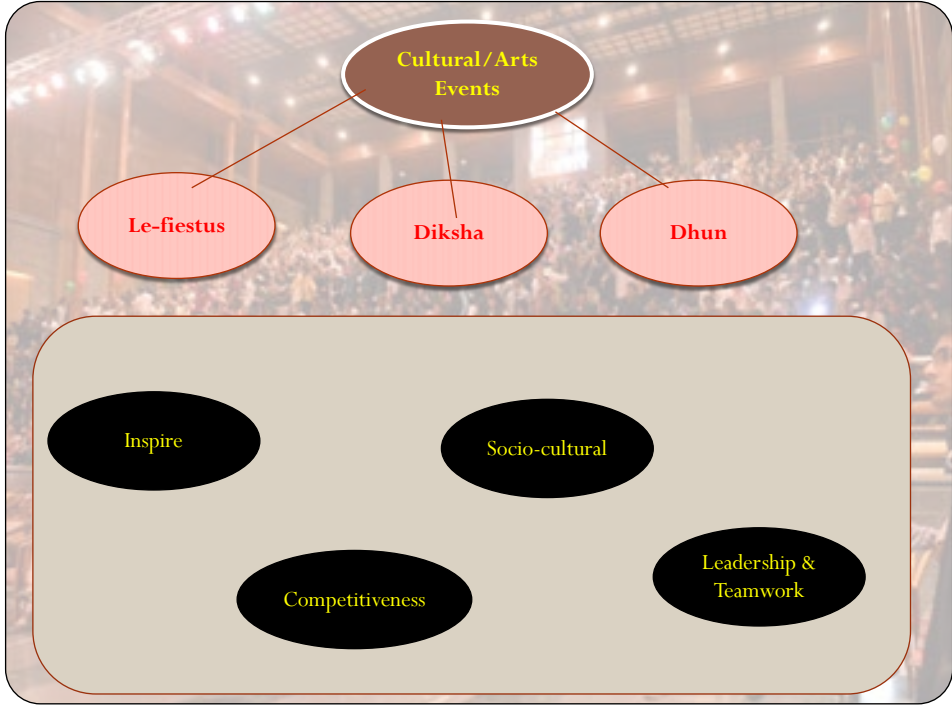 Cultural/Arts
Events
Le-fiestus
Diksha
Dhun
Inspire
Socio-cultural
Competitiveness
Leadership &
Teamwork